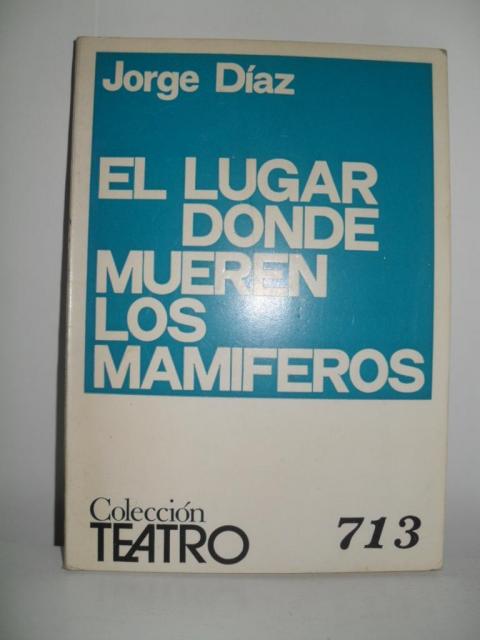 Jorge Díaz
EL LUGAR
DONDE
MUEREN
LOS
MAMIFEROS
Colección
TEATRO
713